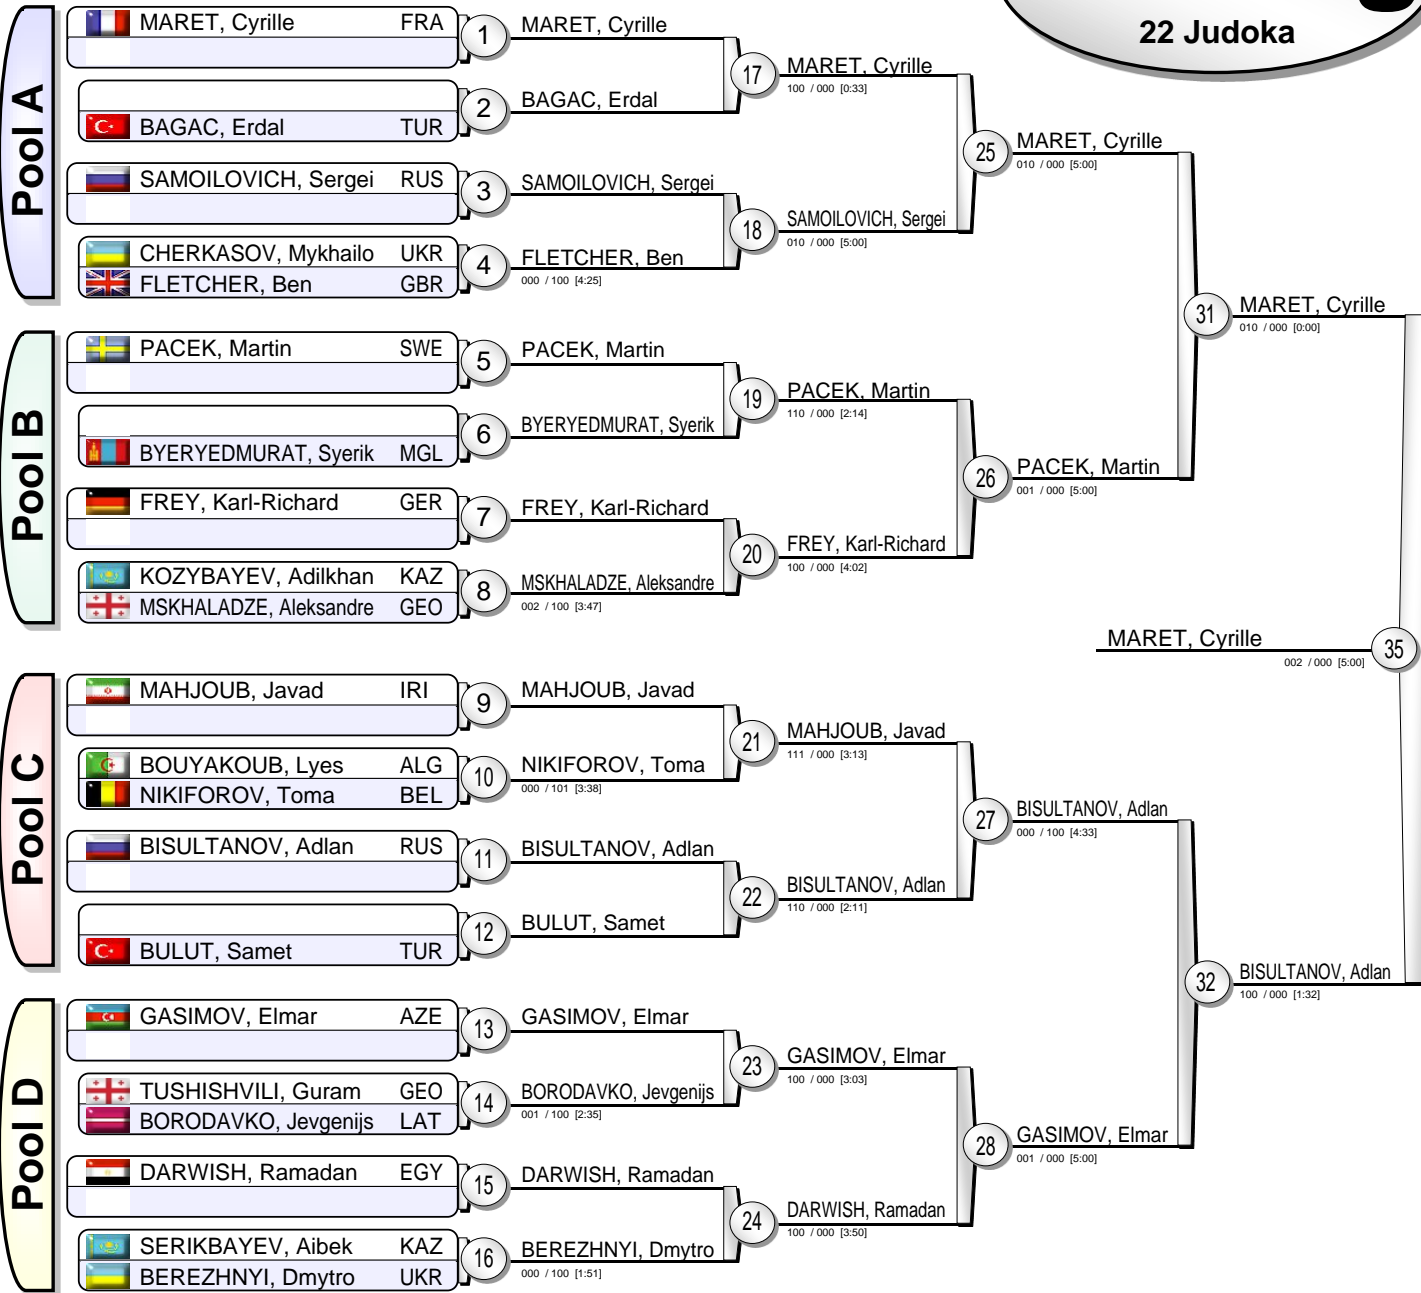 22 Judoka
Pool A
MARET, Cyrille FRA
1
MARET, Cyrille
2
BAGAC, Erdal TUR
BAGAC, Erdal
17
MARET, Cyrille
100 / 000 [0:33]
SAMOILOVICH, Sergei RUS
3
SAMOILOVICH, Sergei
CHERKASOV, Mykhailo UKR
FLETCHER, Ben GBR
4
FLETCHER, Ben
000 / 100 [4:25]
18
SAMOILOVICH, Sergei
010 / 000 [5:00]
25
MARET, Cyrille
010 / 000 [5:00]
Pool B
PACEK, Martin SWE
5
PACEK, Martin
6
BYERYEDMURAT, Syerik MGL
BYERYEDMURAT, Syerik
19
PACEK, Martin
110 / 000 [2:14]
FREY, Karl-Richard GER
7
FREY, Karl-Richard
KOZYBAYEV, Adilkhan KAZ
MSKHALADZE, Aleksandre GEO
8
MSKHALADZE, Aleksandre
002 / 100 [3:47]
20
FREY, Karl-Richard
100 / 000 [4:02]
26
PACEK, Martin
001 / 000 [5:00]
31
MARET, Cyrille
010 / 000 [0:00]
MARET, Cyrille
002 / 000 [5:00]
35
Pool C
MAHJOUB, Javad IRI
9
MAHJOUB, Javad
BOUYAKOUB, Lyes ALG
NIKIFOROV, Toma BEL
10
NIKIFOROV, Toma
000 / 101 [3:38]
21
MAHJOUB, Javad
111 / 000 [3:13]
BISULTANOV, Adlan RUS
11
BISULTANOV, Adlan
12
BULUT, Samet TUR
BULUT, Samet
22
BISULTANOV, Adlan
110 / 000 [2:11]
27
BISULTANOV, Adlan
000 / 100 [4:33]
Pool D
GASIMOV, Elmar AZE
13
GASIMOV, Elmar
TUSHISHVILI, Guram GEO
BORODAVKO, Jevgenijs LAT
14
BORODAVKO, Jevgenijs
001 / 100 [2:35]
23
GASIMOV, Elmar
100 / 000 [3:03]
DARWISH, Ramadan EGY
15
DARWISH, Ramadan
SERIKBAYEV, Aibek KAZ
BEREZHNYI, Dmytro UKR
16
BEREZHNYI, Dmytro
000 / 100 [1:51]
24
DARWISH, Ramadan
100 / 000 [3:50]
28
GASIMOV, Elmar
001 / 000 [5:00]
32
BISULTANOV, Adlan
100 / 000 [1:32]